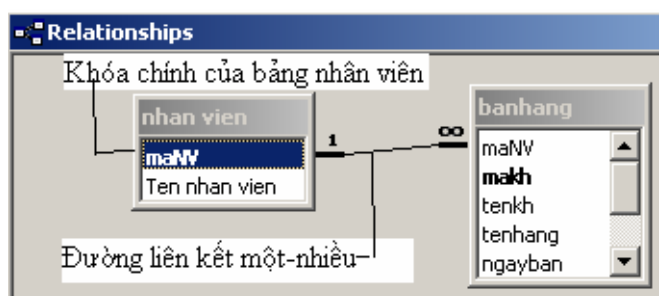 Relationships
Khóa chính của bảng nhân viên
nhan vien
maNV
Ten nhan vien
1
∞
banhang
maNV
makh
tenkh
tenhang
ngayban
Đường liên kết một-nhiều